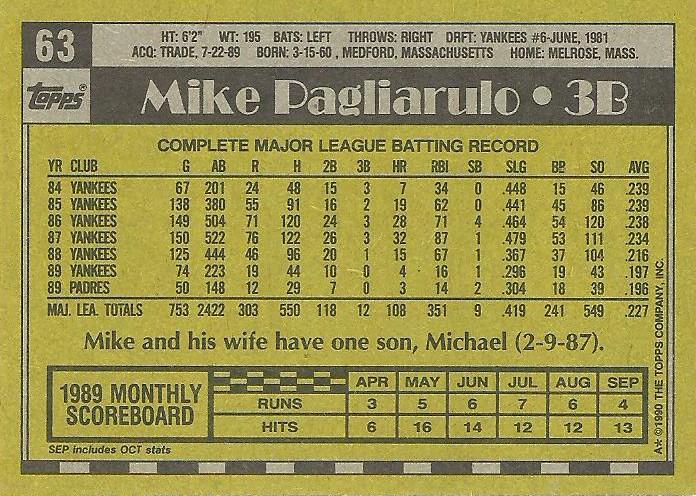 63
HT: 6'2" WT: 195 BATS: LEFT THROWS: RIGHT DRFT: YANKEES #6-JUNE, 1981
ACQ: TRADE, 7-22-89 BORN: 3-15-60, MEDFORD, MASSACHUSETTS HOME: MELROSE, MASS.
TOPPS® Mike Pagliarulo • 3B
COMPLETE MAJOR LEAGUE BATTING RECORD
YR CLUB G AB R H 2B 3B HR RBI SB SLG BB SO AVG
84 YANKEES 67 201 24 48 15 3 7 34 0 .448 15 46 .239
85 YANKEES 138 380 55 91 16 2 19 62 0 .441 45 86 .239
86 YANKEES 149 504 71 120 24 3 28 71 4 .464 54 120 .238
87 YANKEES 150 522 76 122 26 3 32 87 1 .479 53 111 .234
88 YANKEES 125 444 46 96 20 1 15 67 1 .367 37 104 .216
89 YANKEES 74 223 19 44 10 0 4 16 1 .296 19 43 .197
89 PADRES 50 148 12 29 7 0 3 14 2 .304 18 39 .196
MAJ. LEA. TOTALS 753 2422 303 550 118 12 108 351 9 .419 241 549 .227
Mike and his wife have one son, Michael (2-9-87).
1989 MONTHLY SCOREBOARD
APR MAY JUN JUL AUG SEP
RUNS 3 5 6 7 6 4
HITS 6 16 14 12 12 13
SEP includes OCT stats
A* ©1990 THE TOPPS COMPANY, INC.